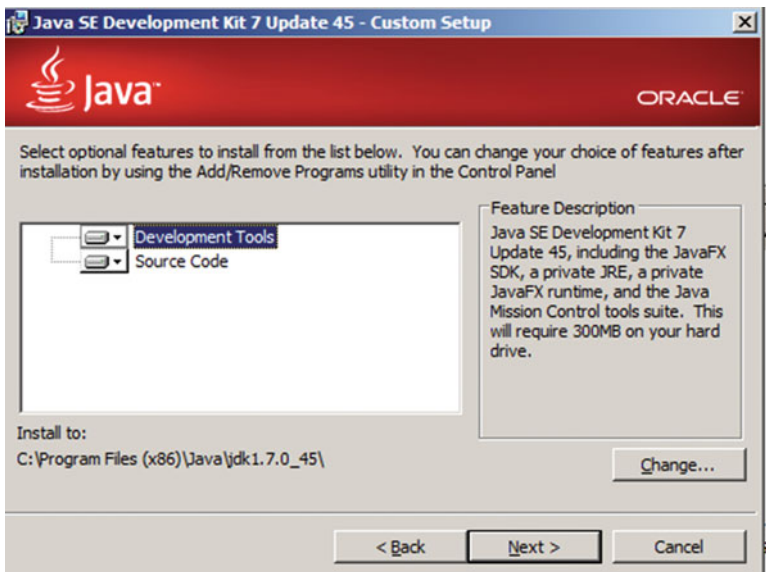 Java SE Development Kit 7 Update 45 - Custom Setup
Java™
ORACLE
Select optional features to install from the list below. You can change your choice of features after
installation by using the Add/Remove Programs utility in the Control Panel
Development Tools
Source Code
Feature Description
Java SE Development Kit 7
Update 45, including the JavaFX
SDK, a private JRE, a private
JavaFX runtime, and the Java
Mission Control tools suite. This
will require 300MB on your hard
drive.
Install to:
C:\Program Files (x86)\Java\jdk1.7.0_45\
Change...
< Back
Next >
Cancel